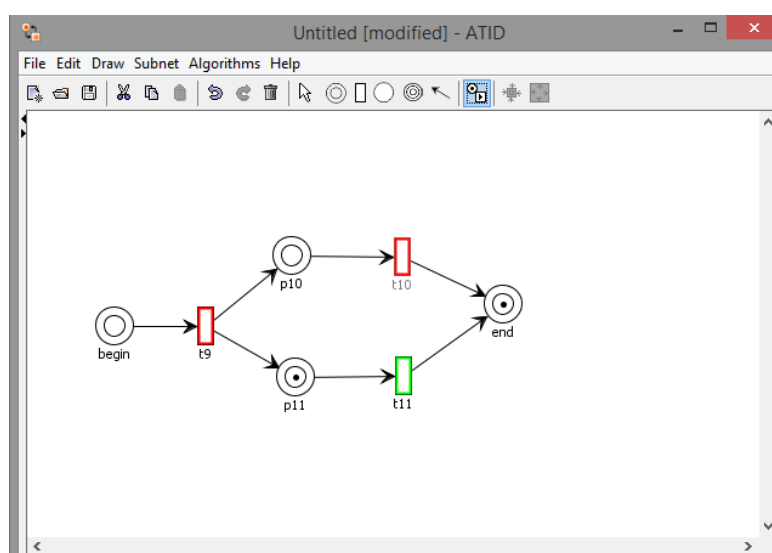 Untitled [modified] - ATID
File Edit Draw Subnet Algorithms Help
p10
t10
begin
t9
end
p11
t11